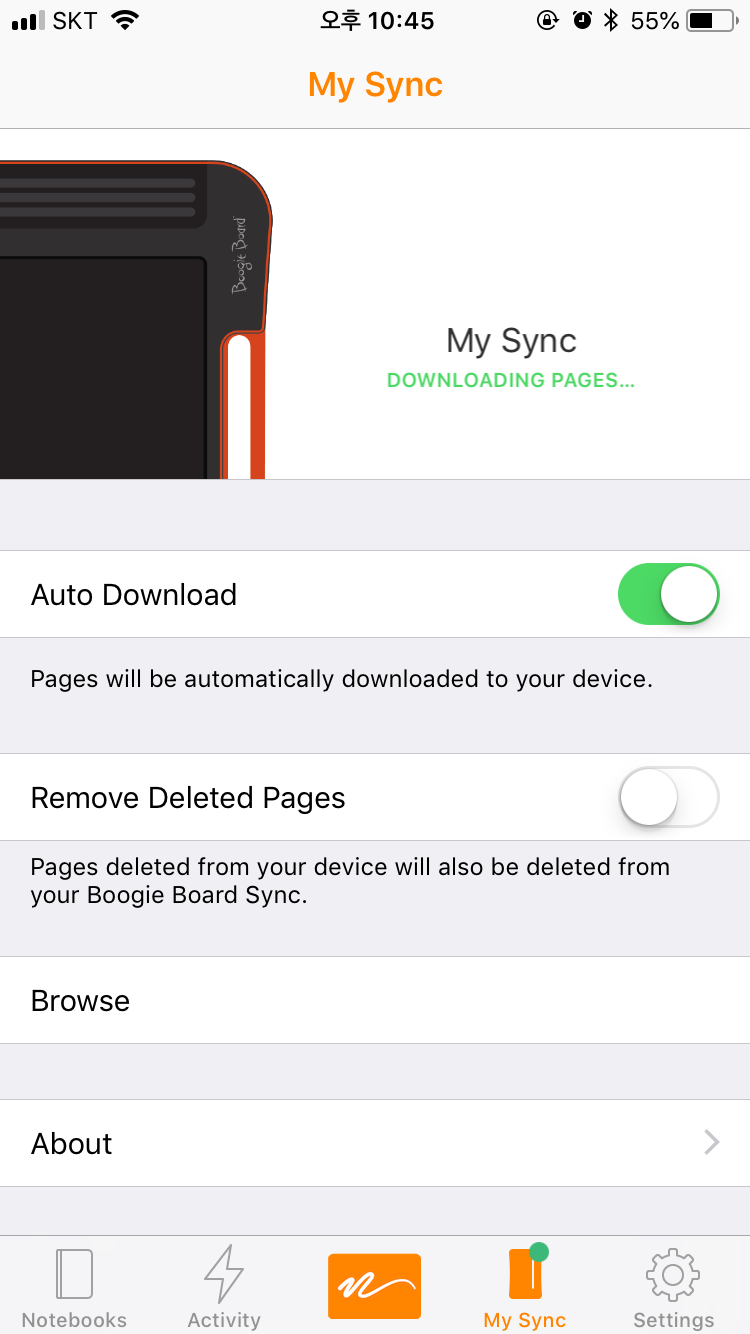 SKT 오후 10:45 55%
My Sync
Boogie Board
My Sync
DOWNLOADING PAGES...
Auto Download
Pages will be automatically downloaded to your device.
Remove Deleted Pages
Pages deleted from your device will also be deleted from
your Boogie Board Sync.
Browse
About
Notebooks Activity My Sync Settings